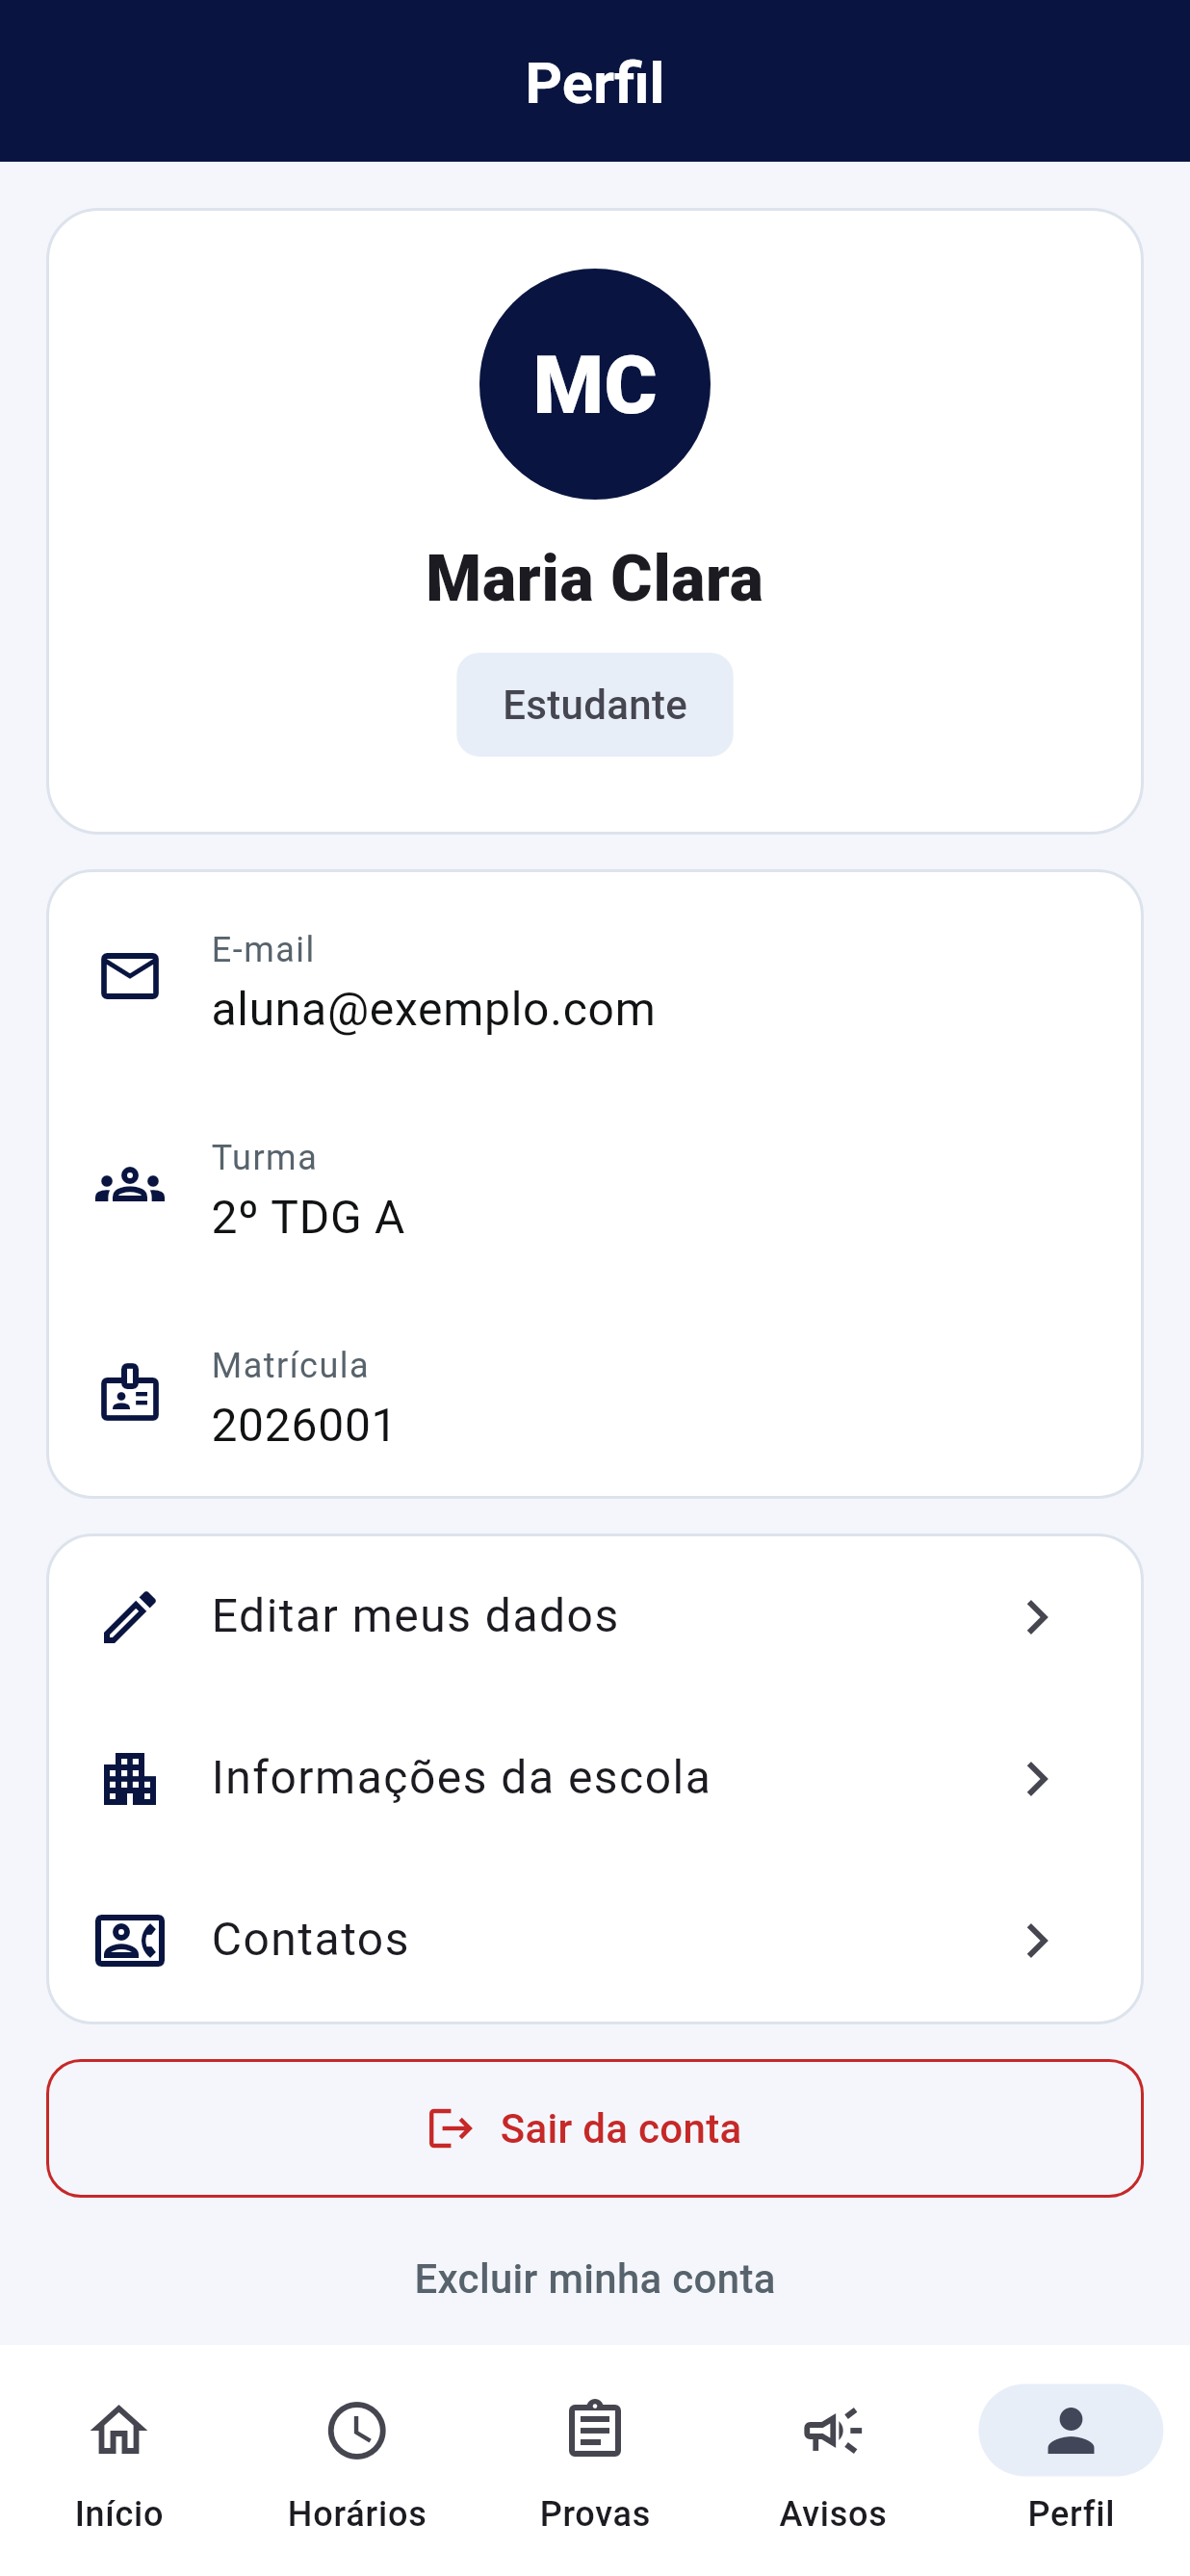 Perfil
MC
Maria Clara
Estudante
E-mail
aluna@exemplo.com
Turma
2º TDG A
Matrícula
2026001
Editar meus dados
Informações da escola
Contatos
Sair da conta
Excluir minha conta
Início
Horários
Provas
Avisos
Perfil